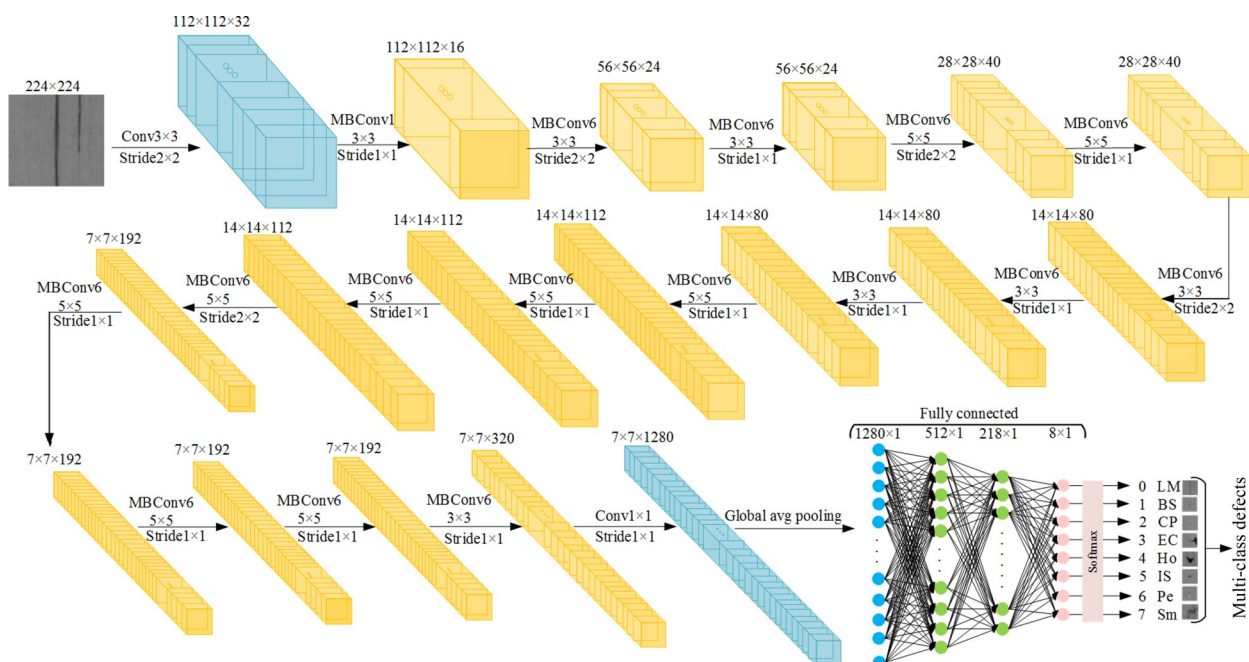 224×224
Conv3×3
Stride2×2
112×112×32
MBConv1
3×3
Stride1×1
112×112×16
MBConv6
3×3
Stride2×2
56×56×24
MBConv6
3×3
Stride1×1
56×56×24
MBConv6
5×5
Stride2×2
28×28×40
MBConv6
5×5
Stride1×1
28×28×40
MBConv6
3×3
Stride2×2
14×14×80
MBConv6
3×3
Stride1×1
14×14×80
MBConv6
3×3
Stride1×1
14×14×80
MBConv6
5×5
Stride1×1
14×14×112
MBConv6
5×5
Stride1×1
14×14×112
MBConv6
5×5
Stride1×1
14×14×112
MBConv6
5×5
Stride2×2
7×7×192
MBConv6
5×5
Stride1×1
7×7×192
MBConv6
5×5
Stride1×1
7×7×192
MBConv6
5×5
Stride1×1
7×7×192
MBConv6
3×3
Stride1×1
7×7×320
Conv1×1
Stride1×1
7×7×1280
Global avg pooling
Fully connected
1280×1
512×1
218×1
8×1
Softmax
0 LM
1 BS
2 CP
3 EC
4 Ho
5 IS
6 Pe
7 Sm
Multi-class defects